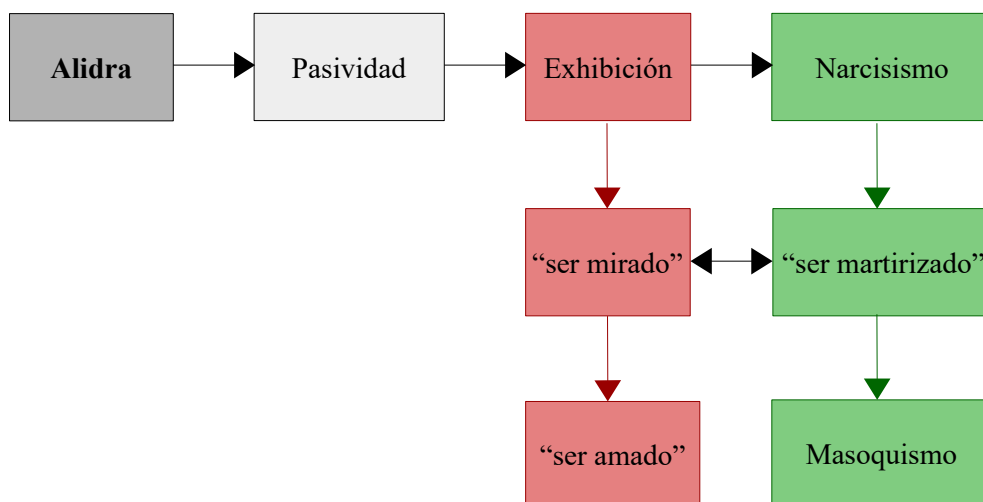 Alidra
Pasividad
Exhibición
Narcisismo
“ser mirado”
“ser martirizado”
“ser amado”
Masoquismo